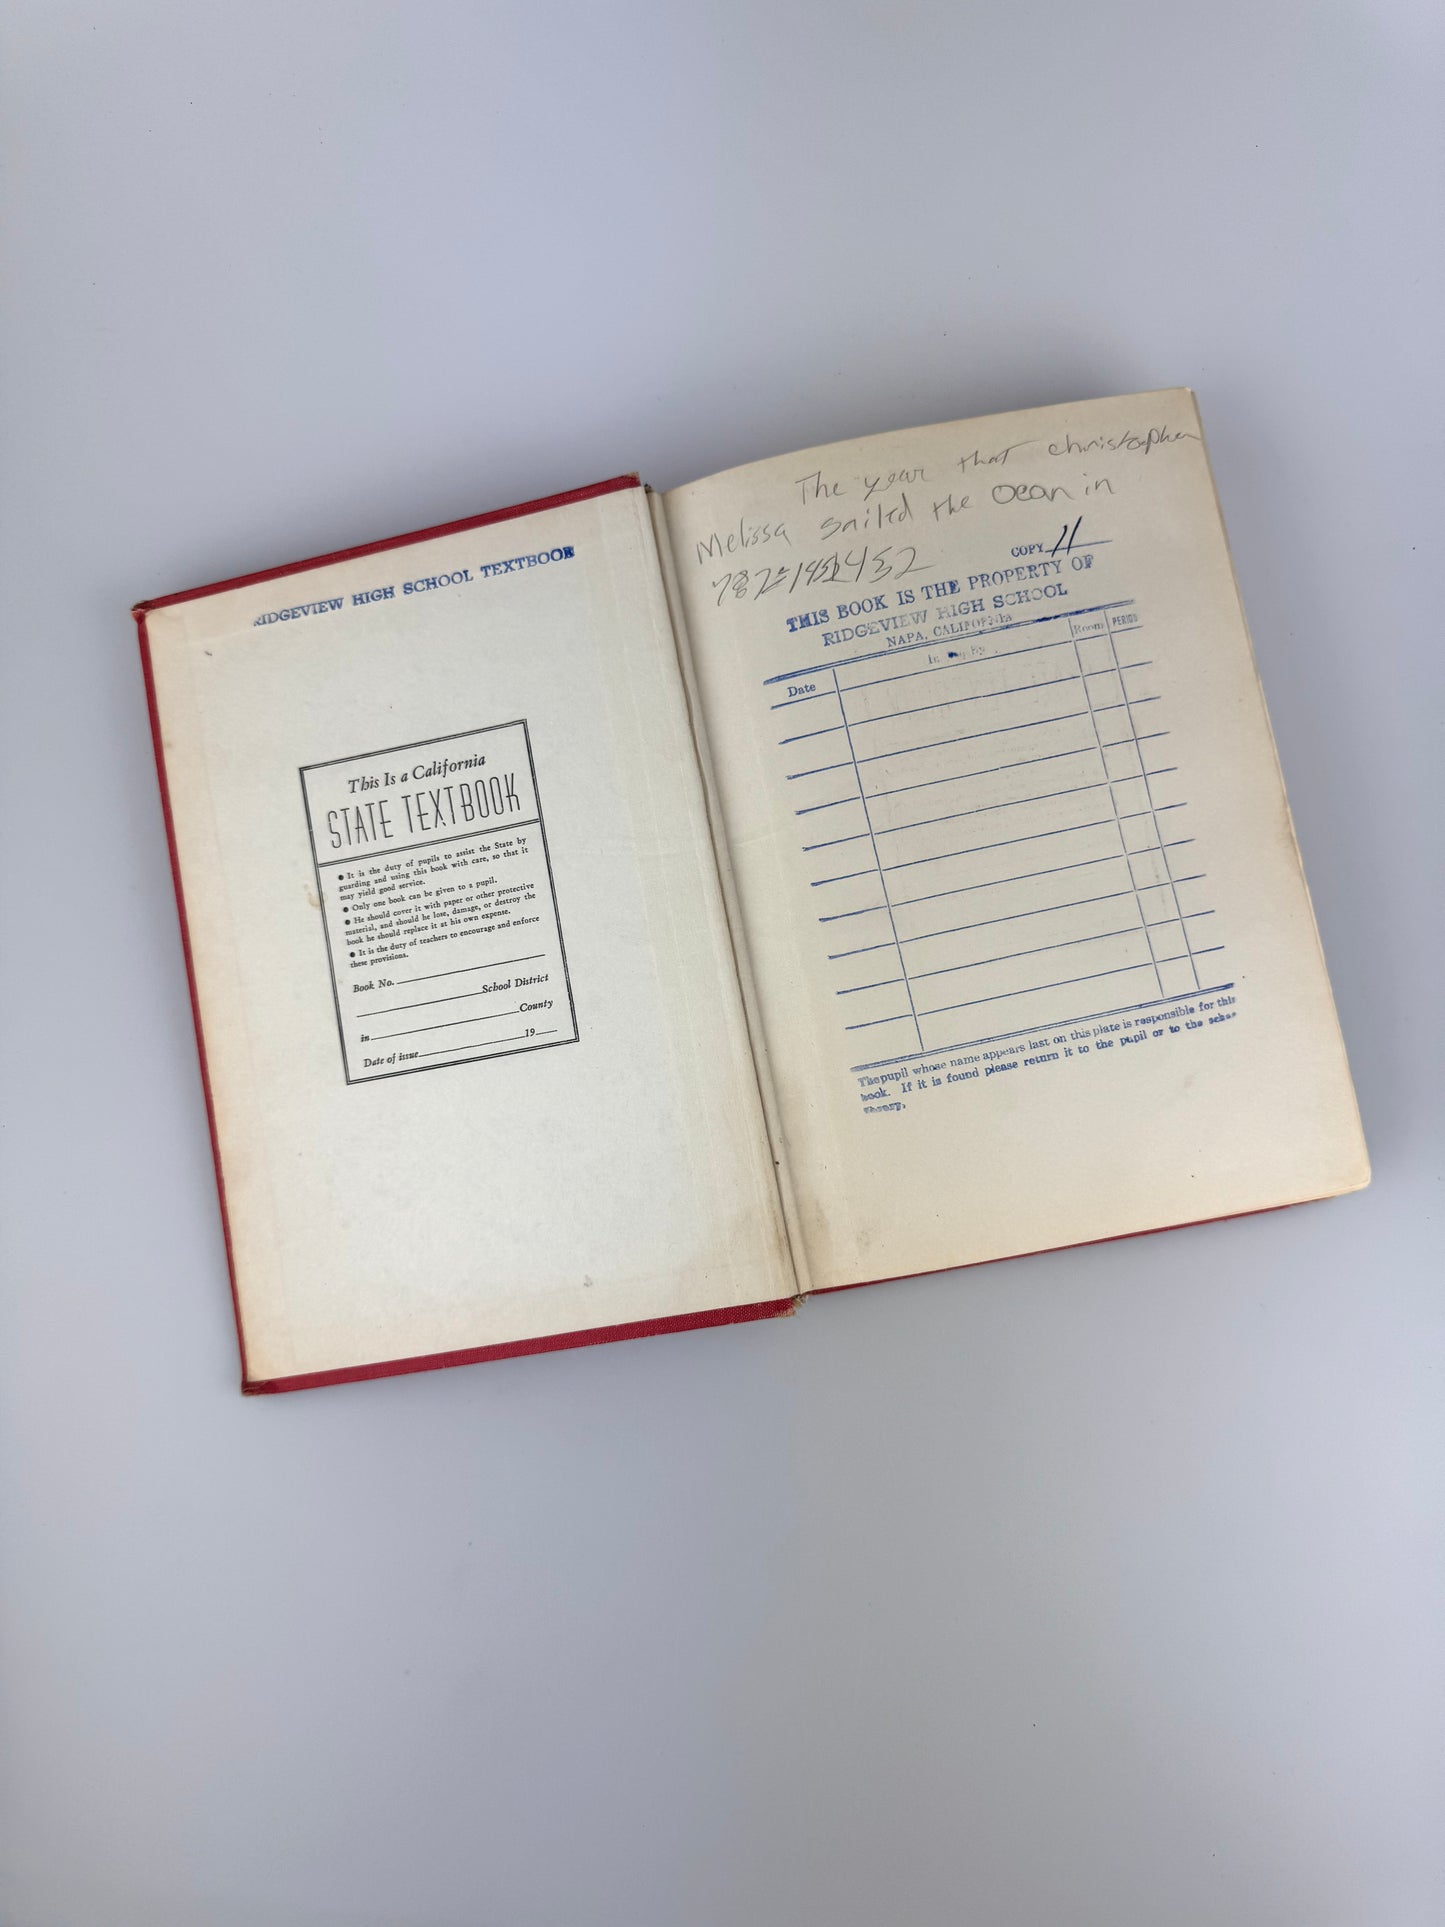 RIDGEVIEW HIGH SCHOOL TEXTBOOK
This Is a California
STATE TEXTBOOK
● It is the duty of pupils to assist the State by
guarding and using this book with care, so that it
may yield good service.
● Only one book can be given to a pupil.
● He should cover it with paper or other protective
material, and should he lose, damage, or destroy the
book he should replace it at his own expense.
● It is the duty of teachers to encourage and enforce
these provisions.
Book No.
School District
in County
Date of issue 19
The year that christopher
Melissa sailed the Ocean in
COPY 11
THIS BOOK IS THE PROPERTY OF
RIDGEVIEW HIGH SCHOOL
NAPA, CALIFORNIA
Date By Room PERIOD
The pupil whose name appears last on this plate is responsible for this
book. If it is found please return it to the pupil or to the